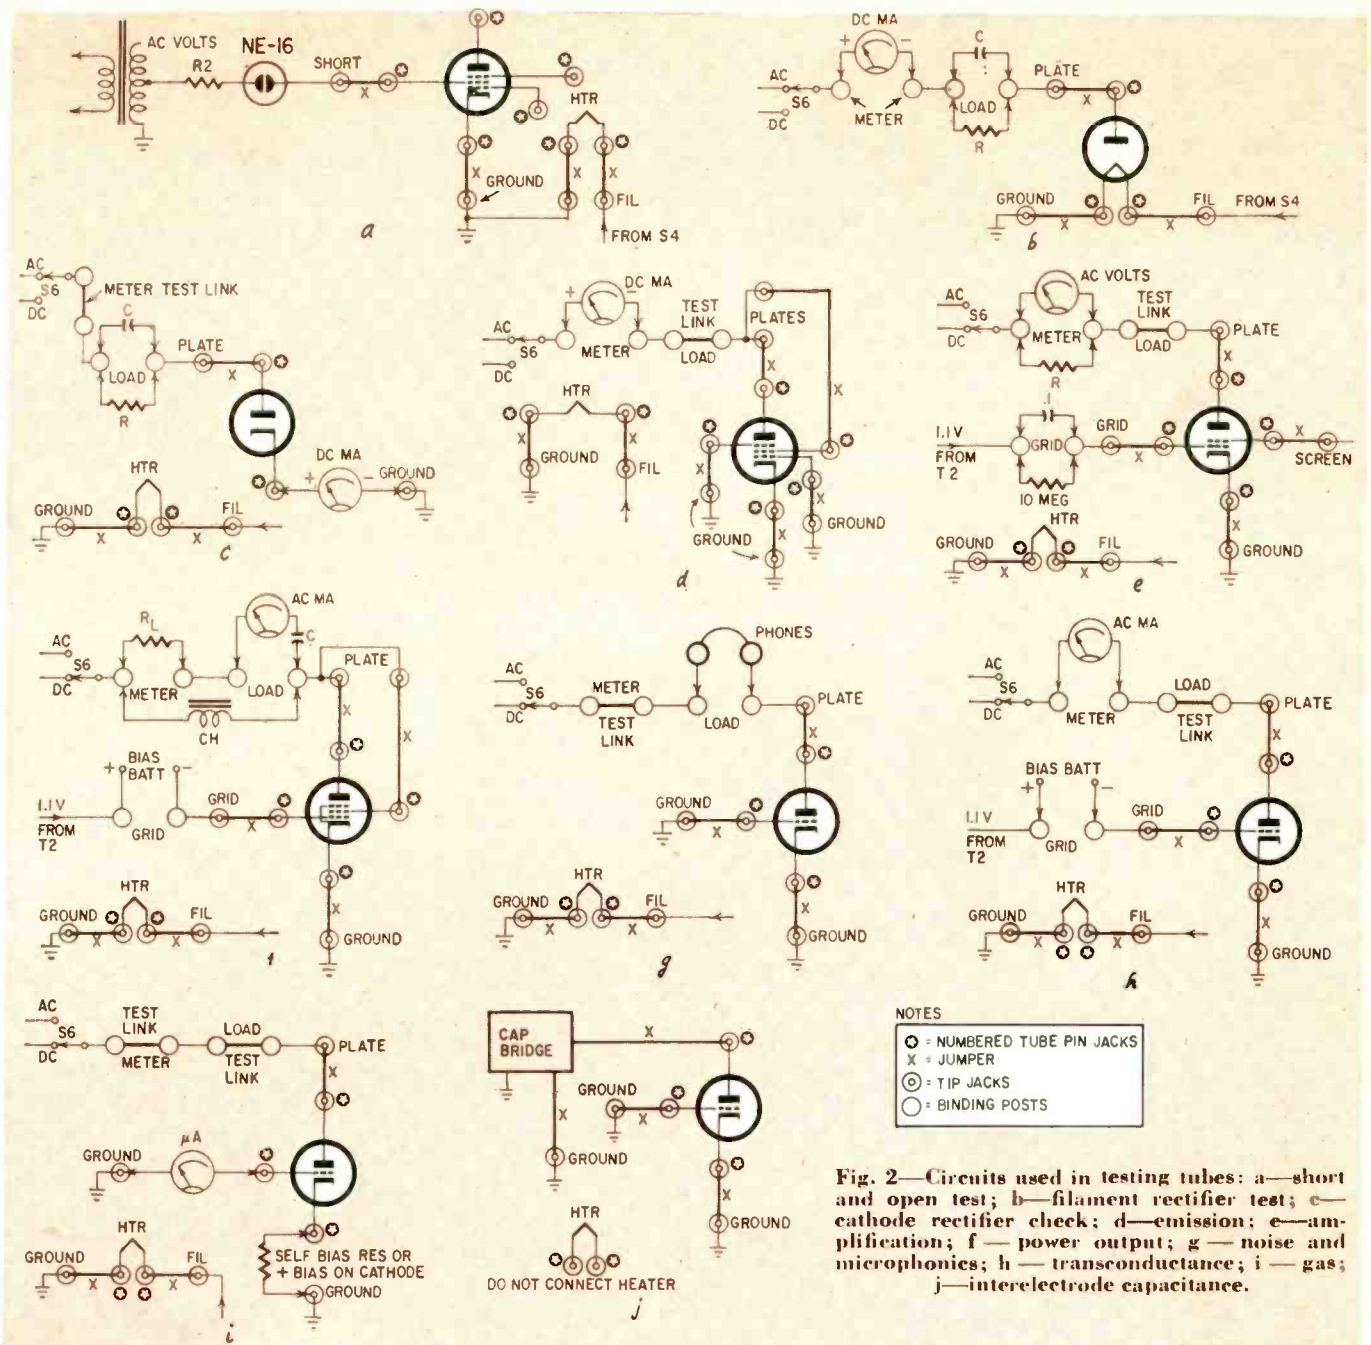 AC VOLTS
R2
NE-16
SHORT
X
HTR
X
GROUND
X
X
FIL
FROM S4
a
DC MA
+
-
AC
S6
DC
METER
C
LOAD
R
PLATE
X
GROUND
X
X
FIL
FROM S4
b
AC
S6
DC
METER TEST LINK
C
LOAD
R
PLATE
X
HTR
DC MA
+
-
GROUND
GROUND
X
X
FIL
c
DC MA
+
-
AC
S6
DC
METER
TEST
LINK
LOAD
PLATES
X
X
HTR
X
X
GROUND
FIL
X
X
X
GROUND
GROUND
d
AC VOLTS
AC
S6
DC
METER
R
TEST
LINK
LOAD
PLATE
X
.1
1.1V
FROM
T2
GRID
10 MEG
GRID
X
X
SCREEN
X
HTR
GROUND
X
X
FIL
GROUND
e
AC MA
RL
C
AC
S6
DC
METER
LOAD
CH
PLATE
X
X
BIAS
BATT
+
-
1.1V
FROM
T2
GRID
GRID
X
HTR
GROUND
X
X
FIL
X
GROUND
f
PHONES
AC
S6
DC
METER
TEST
LINK
LOAD
PLATE
X
GROUND
X
HTR
GROUND
X
X
FIL
X
GROUND
g
AC MA
AC
S6
DC
METER
LOAD
TEST
LINK
PLATE
X
BIAS BATT
+
-
1.1V
FROM
T2
GRID
GRID
X
HTR
GROUND
X
X
FIL
X
GROUND
h
AC
S6
DC
TEST
LINK
METER
LOAD
TEST
LINK
PLATE
X
GROUND
μA
HTR
GROUND
X
X
FIL
SELF BIAS RES OR
+ BIAS ON CATHODE
GROUND
i
CAP
BRIDGE
X
X
GROUND
GROUND
X
X
GROUND
HTR
DO NOT CONNECT HEATER
j
NOTES
= NUMBERED TUBE PIN JACKS
X = JUMPER
= TIP JACKS
= BINDING POSTS
Fig. 2—Circuits used in testing tubes: a—short
and open test; b—filament rectifier test; c—
cathode rectifier check; d—emission; e—am-
plification; f — power output; g — noise and
microphonics; h — transconductance; i — gas;
j—interelectrode capacitance.